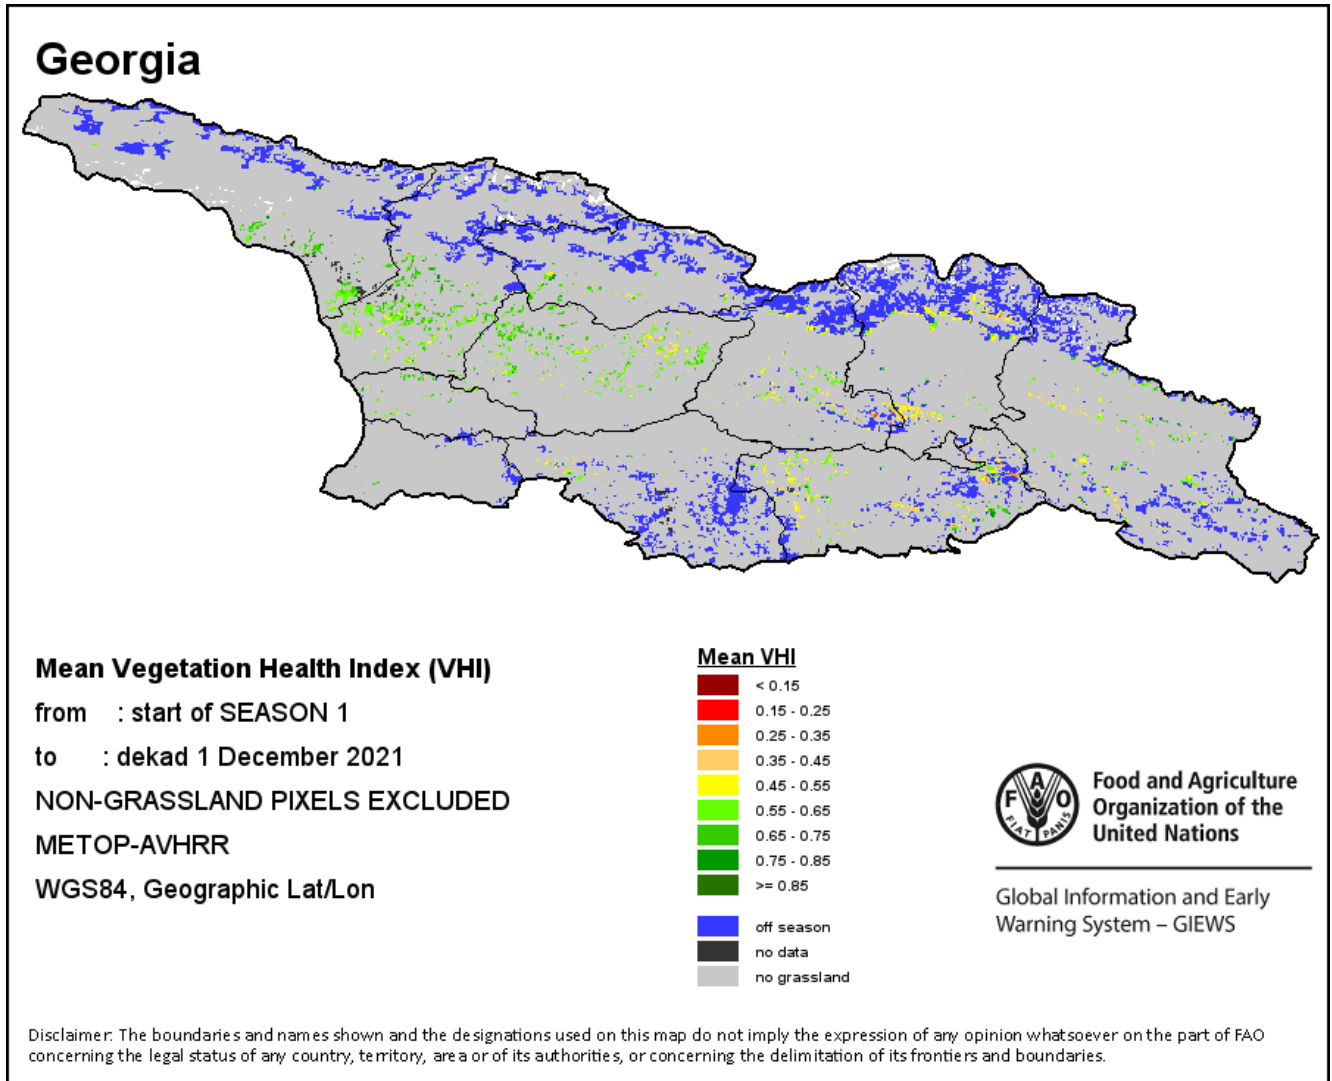 Georgia
Mean Vegetation Health Index (VHI)
from : start of SEASON 1
to : dekad 1 December 2021
NON-GRASSLAND PIXELS EXCLUDED
METOP-AVHRR
WGS84, Geographic Lat/Lon
Mean VHI
< 0.15
0.15 - 0.25
0.25 - 0.35
0.35 - 0.45
0.45 - 0.55
0.55 - 0.65
0.65 - 0.75
0.75 - 0.85
>= 0.85
off season
no data
no grassland
F A O
FIAT PANIS
Food and Agriculture
Organization of the
United Nations
Global Information and Early
Warning System – GIEWS
Disclaimer: The boundaries and names shown and the designations used on this map do not imply the expression of any opinion whatsoever on the part of FAO
concerning the legal status of any country, territory, area or of its authorities, or concerning the delimitation of its frontiers and boundaries.